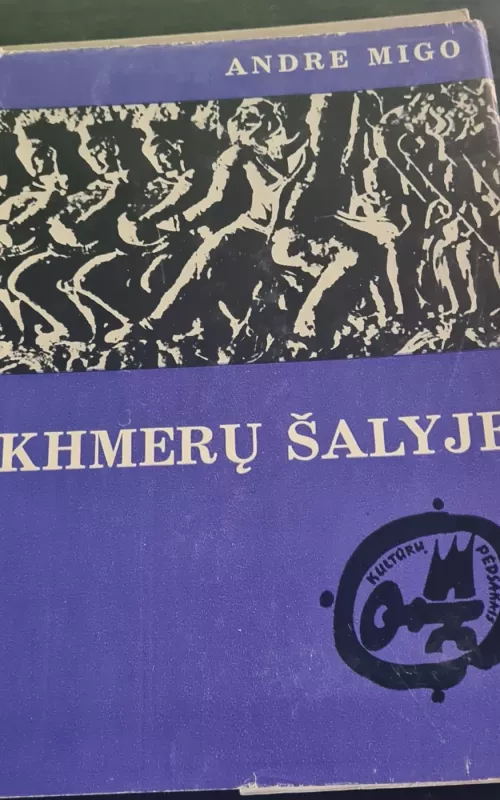 ANDRE MIGO
KHMERŲ ŠALYJE
KULTŪRŲ PĖDSAKAIS